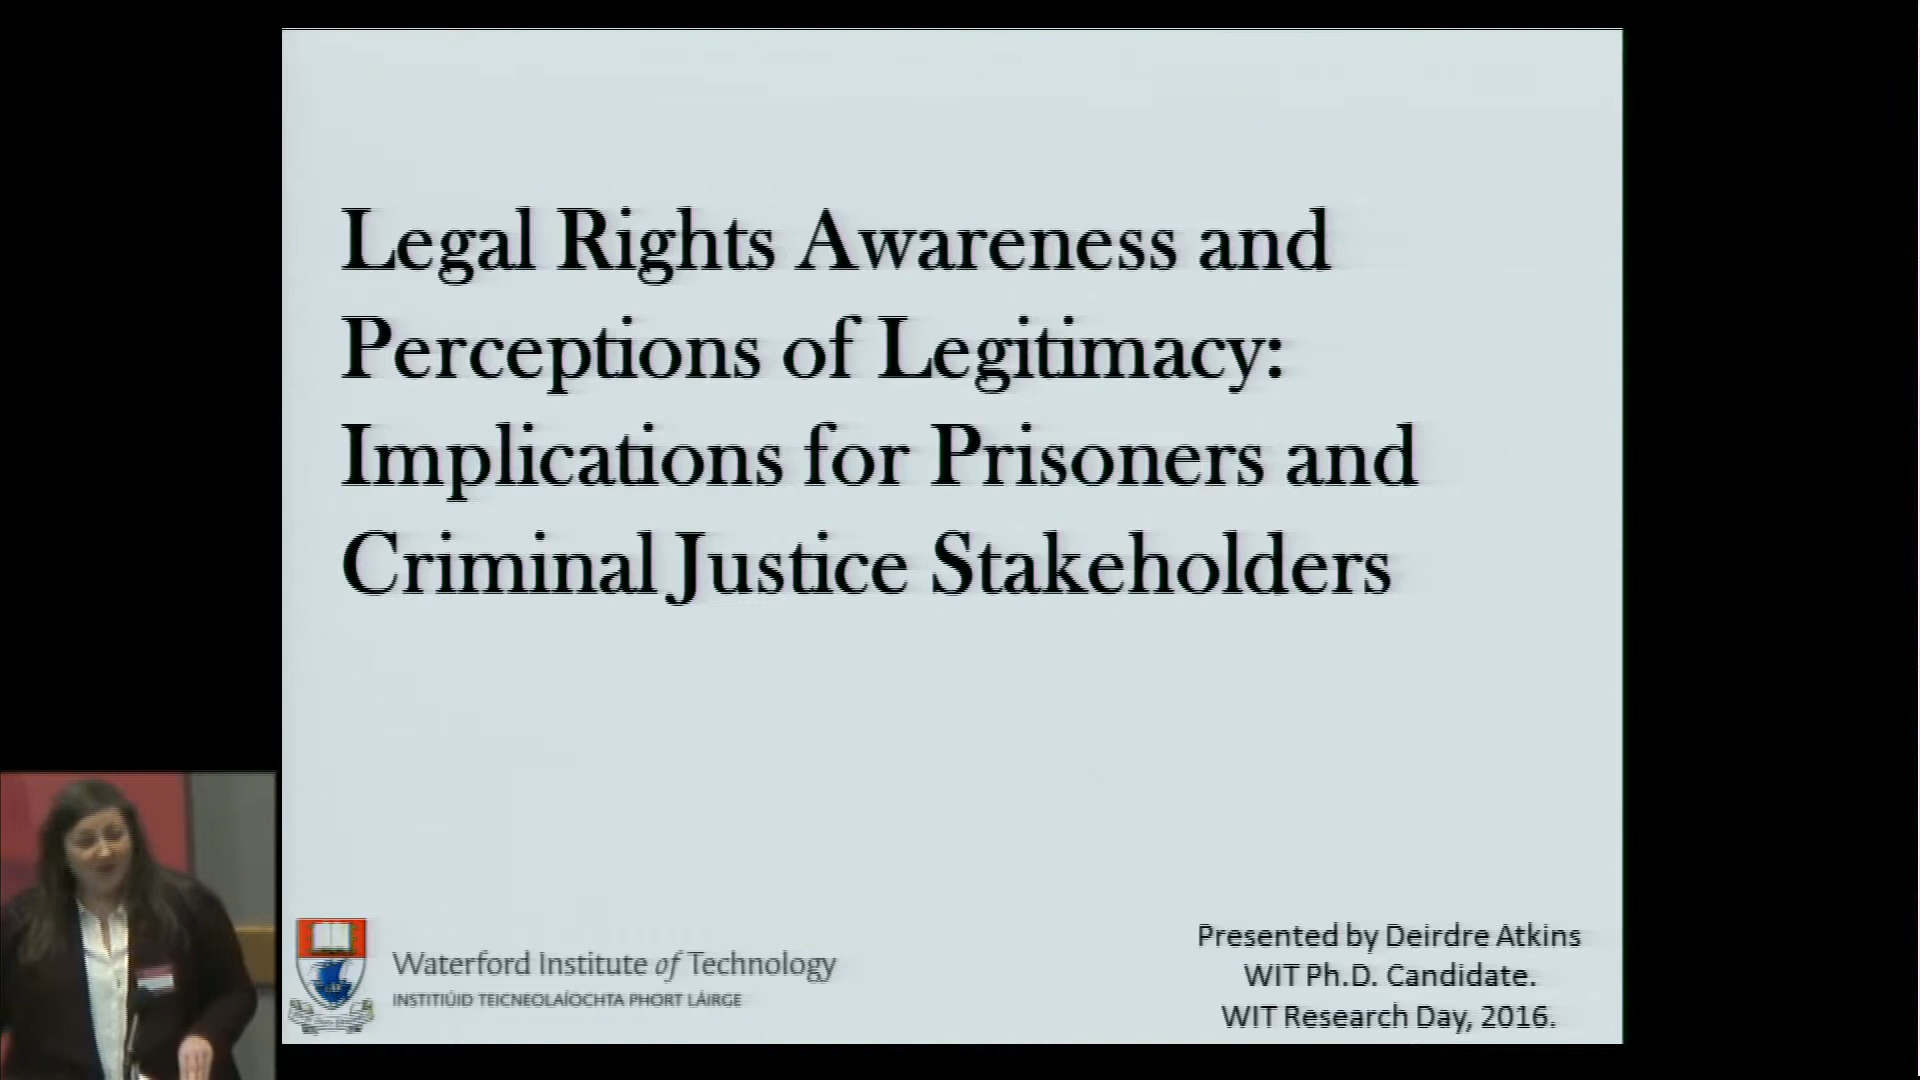 Legal Rights Awareness and
Perceptions of Legitimacy:
Implications for Prisoners and
Criminal Justice Stakeholders
Waterford Institute of Technology
INSTITIÚID TEICNEOLAÍOCHTA PHORT LÁIRGE
Presented by Deirdre Atkins
WIT Ph.D. Candidate.
WIT Research Day, 2016.